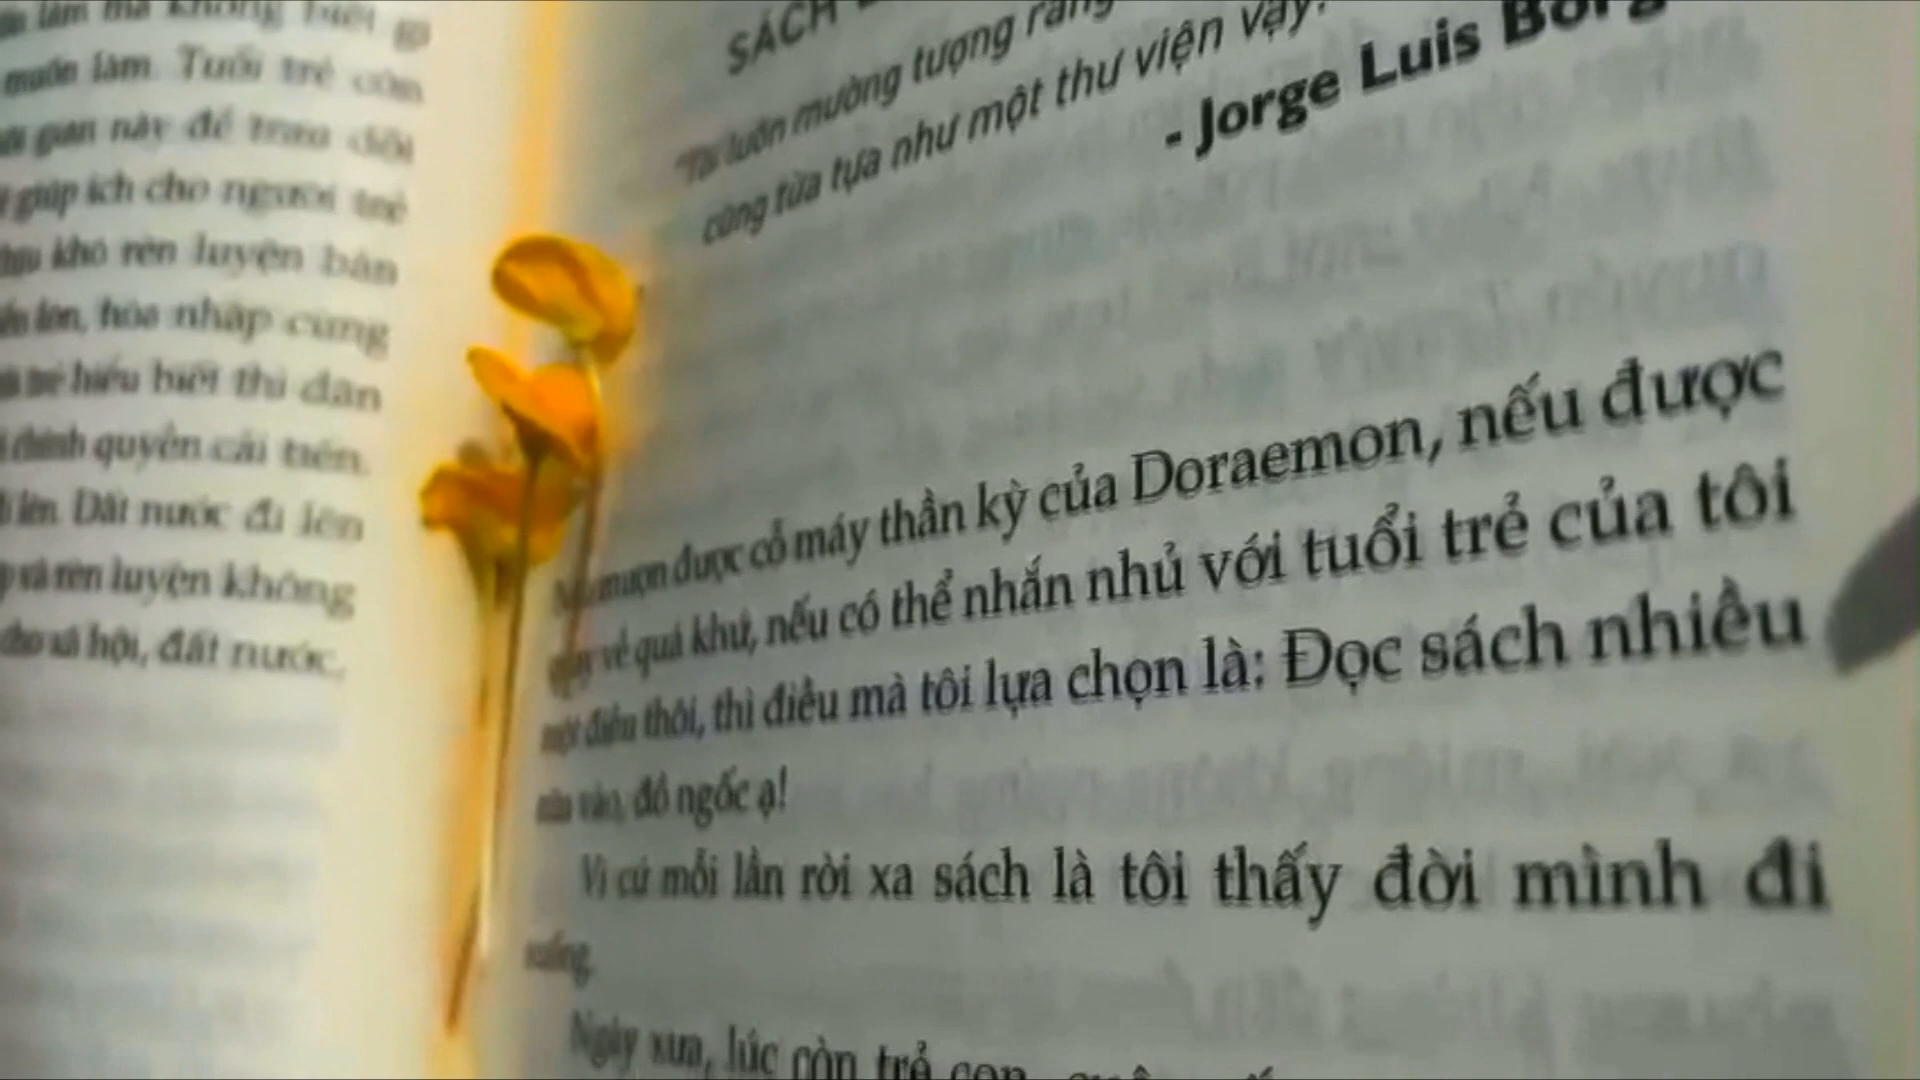 muốn làm. Tuổi trẻ còn
gian này để trau dồi
giúp ích cho người trẻ
khó rèn luyện bản
hòa nhập cùng
hiểu biết thì dân
chính quyền cải tiến.
lên. Đất nước đi lên
và rèn luyện không
cho xã hội, đất nước,
SÁCH
"Tôi luôn mường tượng rằng
cũng tựa tựa như một thư viện vậy."
- Jorge Luis
mượn được cỗ máy thần kỳ của Doraemon, nếu được
quay về quá khứ, nếu có thể nhắn nhủ với tuổi trẻ của tôi
một điều thôi, thì điều mà tôi lựa chọn là: Đọc sách nhiều
vào, đồ ngốc ạ!
Vì cứ mỗi lần rời xa sách là tôi thấy đời mình đi
xuống.
Ngày xưa, lúc còn trẻ con,